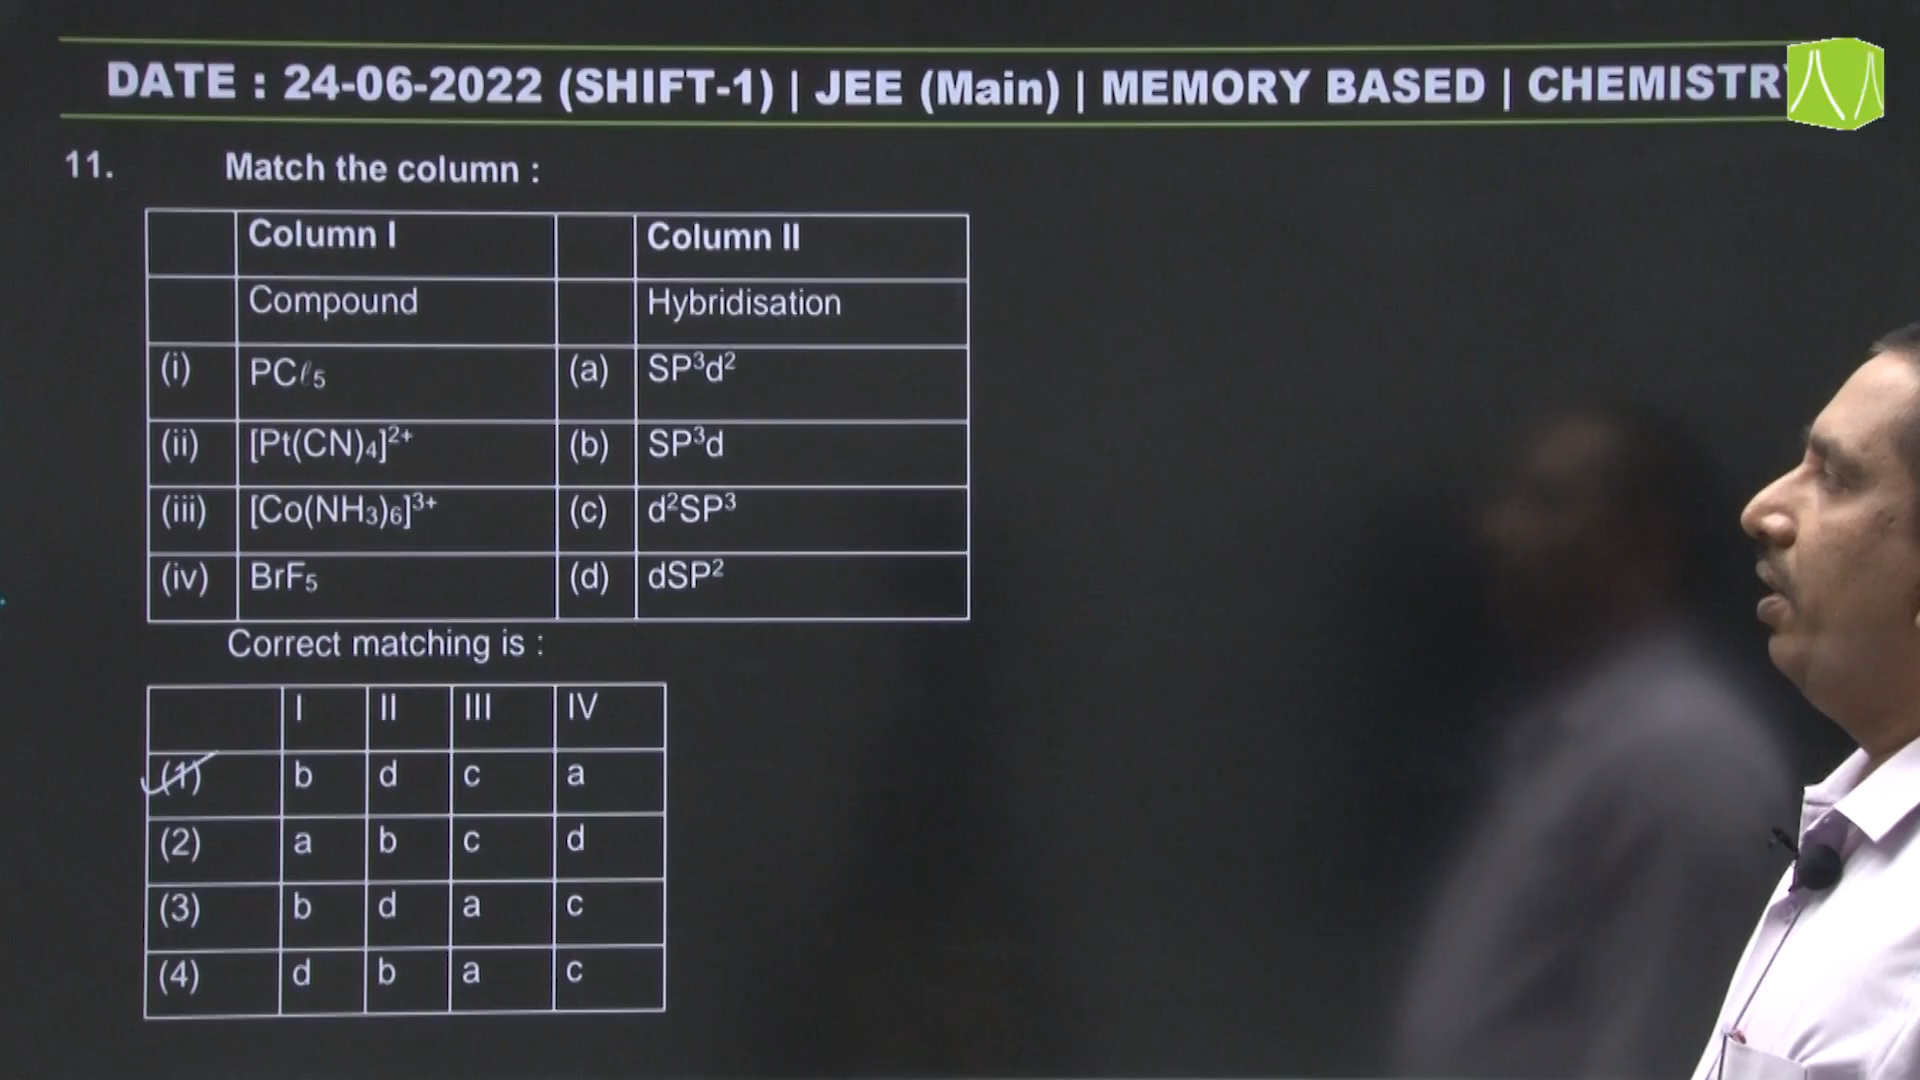 DATE : 24-06-2022 (SHIFT-1) | JEE (Main) | MEMORY BASED | CHEMISTR
11. Match the column :
Column I Column II
Compound Hybridisation
(i) PCℓ₅ (a) SP³d²
(ii) [Pt(CN)₄]²⁺ (b) SP³d
(iii) [Co(NH₃)₆]³⁺ (c) d²SP³
(iv) BrF₅ (d) dSP²
Correct matching is :
I II III IV
(1) b d c a
(2) a b c d
(3) b d a c
(4) d b a c